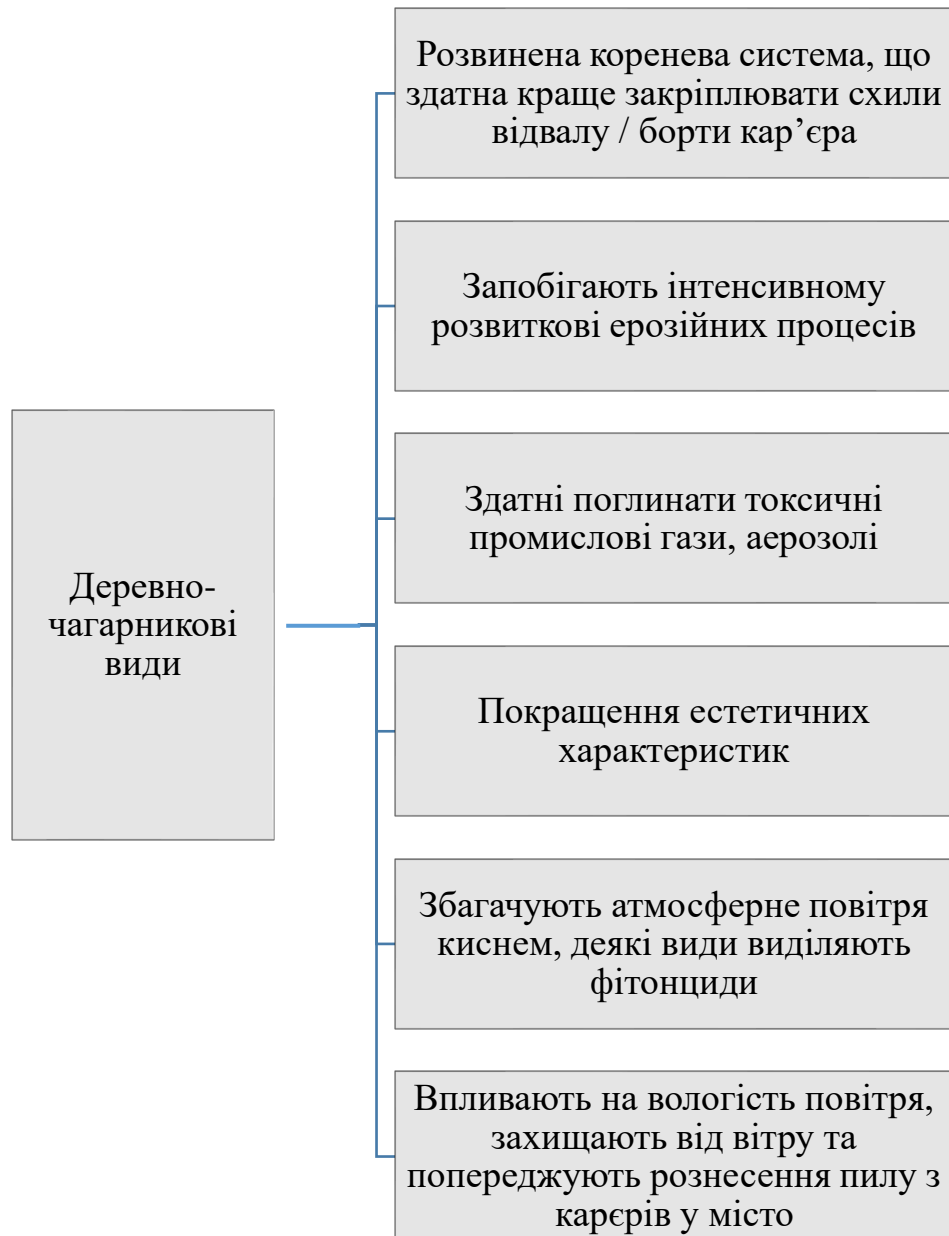 Розвинена коренева система, що
здатна краще закріплювати схили
відвалу / борти кар’єра
Запобігають інтенсивному
розвиткові ерозійних процесів
Здатні поглинати токсичні
промислові гази, аерозолі
Деревно-
чагарникові
види
Покращення естетичних
характеристик
Збагачують атмосферне повітря
киснем, деякі види виділяють
фітонциди
Впливають на вологість повітря,
захищають від вітру та
попереджують рознесення пилу з
карєрів у місто